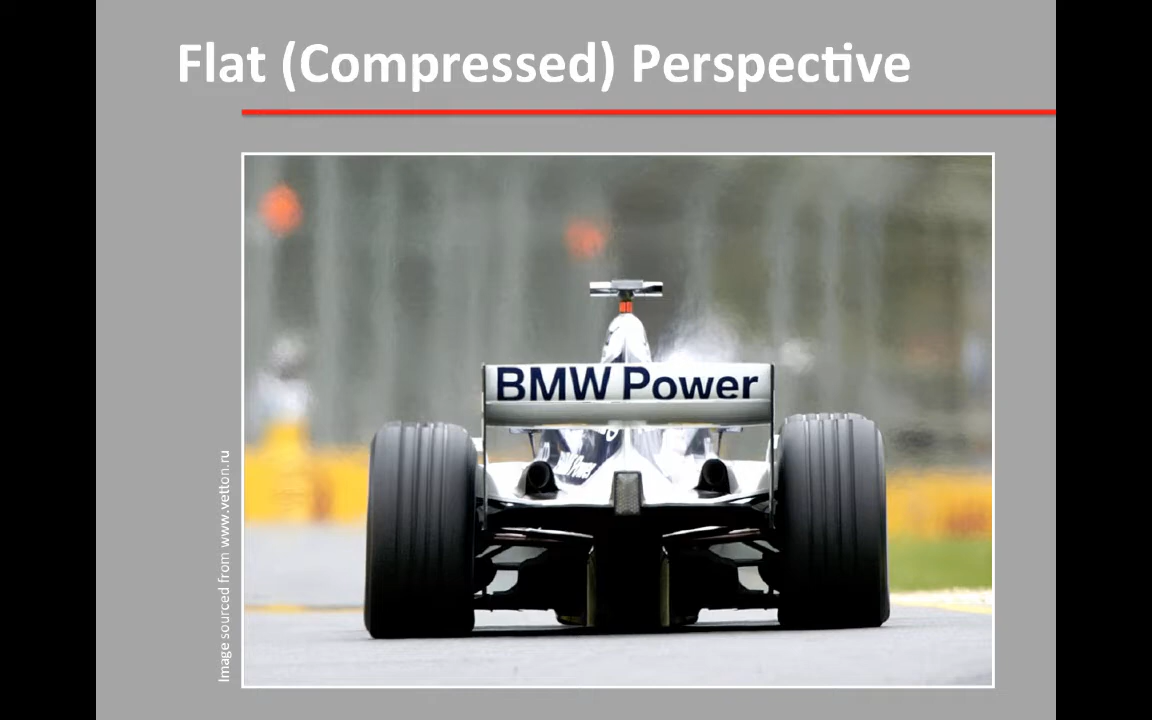 Flat (Compressed) Perspective
BMW Power
Image sourced from www.vetton.ru